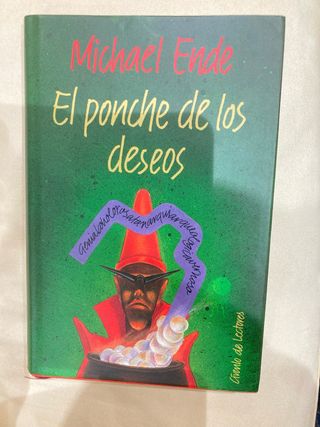 Michael Ende
El ponche de los
deseos
Círculo de Lectores